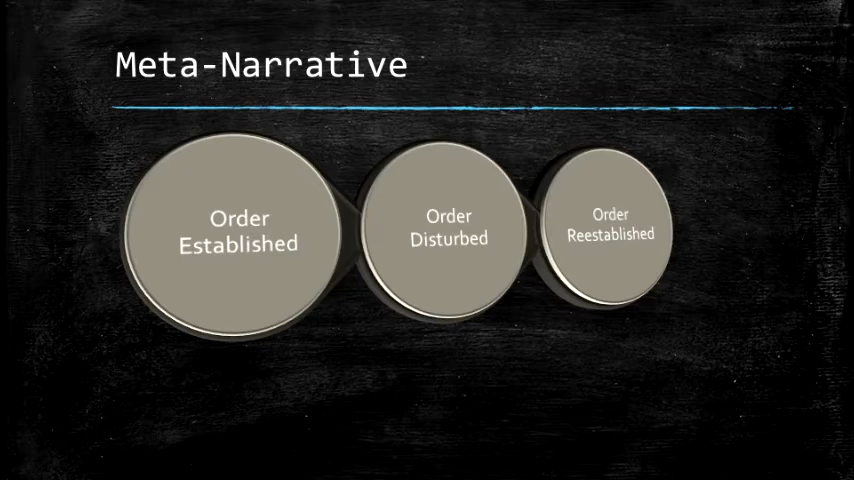 Meta-Narrative
Order
Established
Order
Disturbed
Order
Reestablished